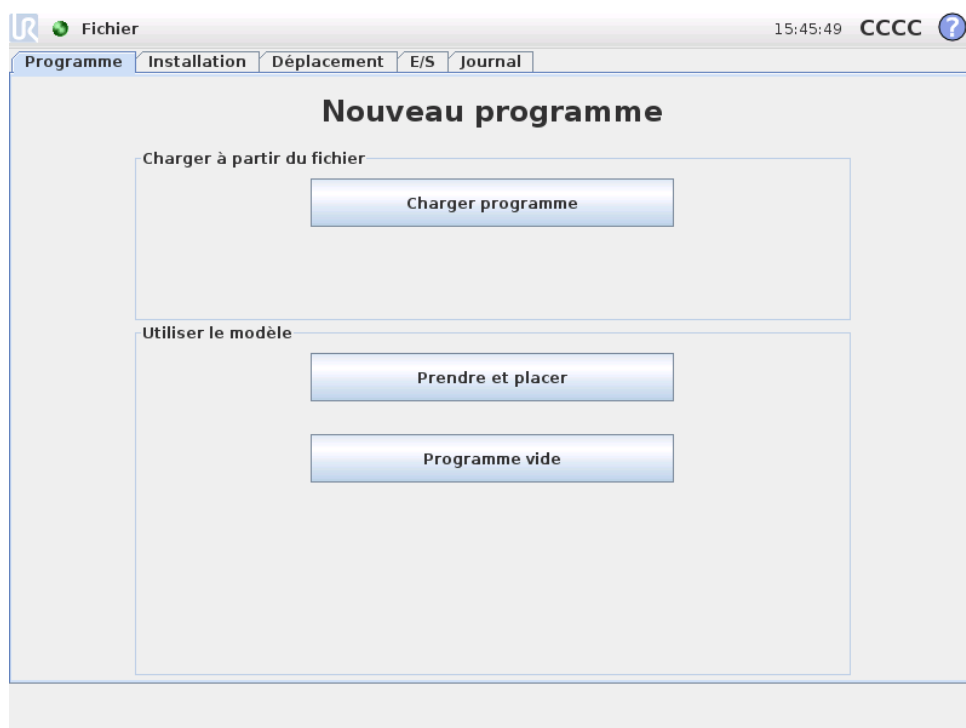 UR Fichier 15:45:49 CCCC ?
Programme Installation Déplacement E/S Journal
Nouveau programme
Charger à partir du fichier
Charger programme
Utiliser le modèle
Prendre et placer
Programme vide